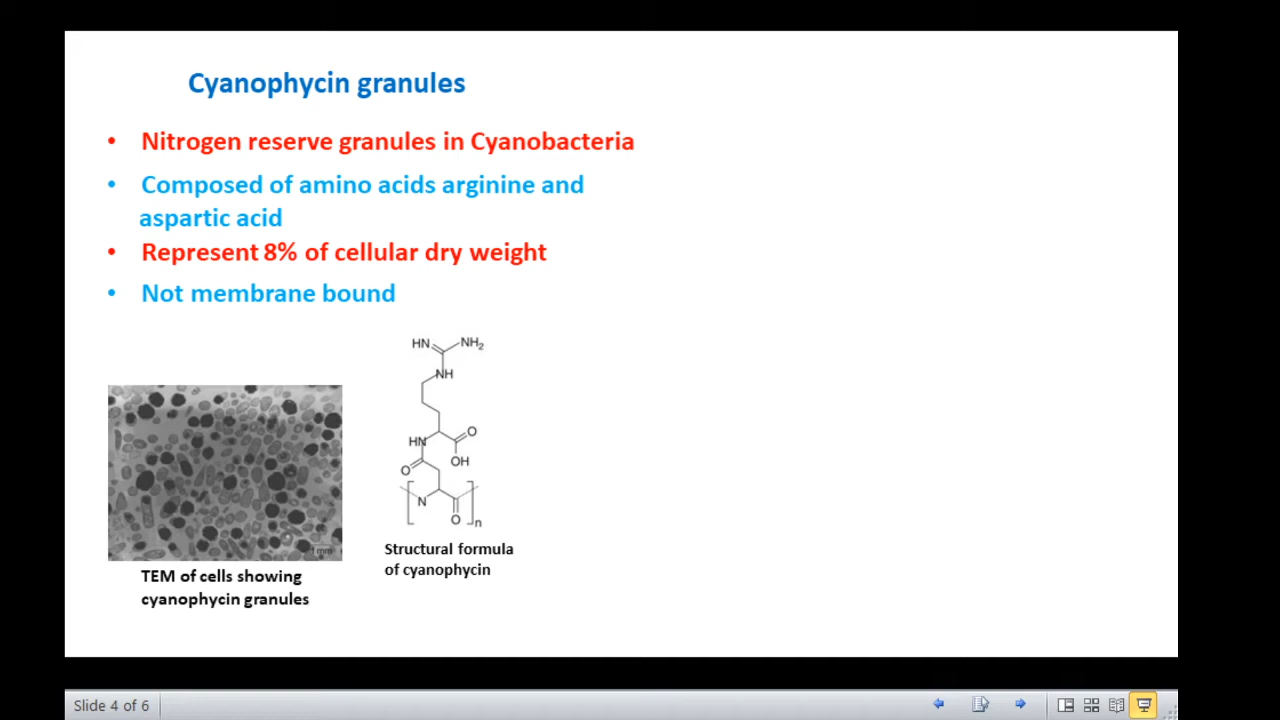 Cyanophycin granules
• Nitrogen reserve granules in Cyanobacteria
• Composed of amino acids arginine and
aspartic acid
• Represent 8% of cellular dry weight
• Not membrane bound
HN NH2
NH
HN O
OH
O
N
O n
1 mm
TEM of cells showing
cyanophycin granules
Structural formula
of cyanophycin
Slide 4 of 6